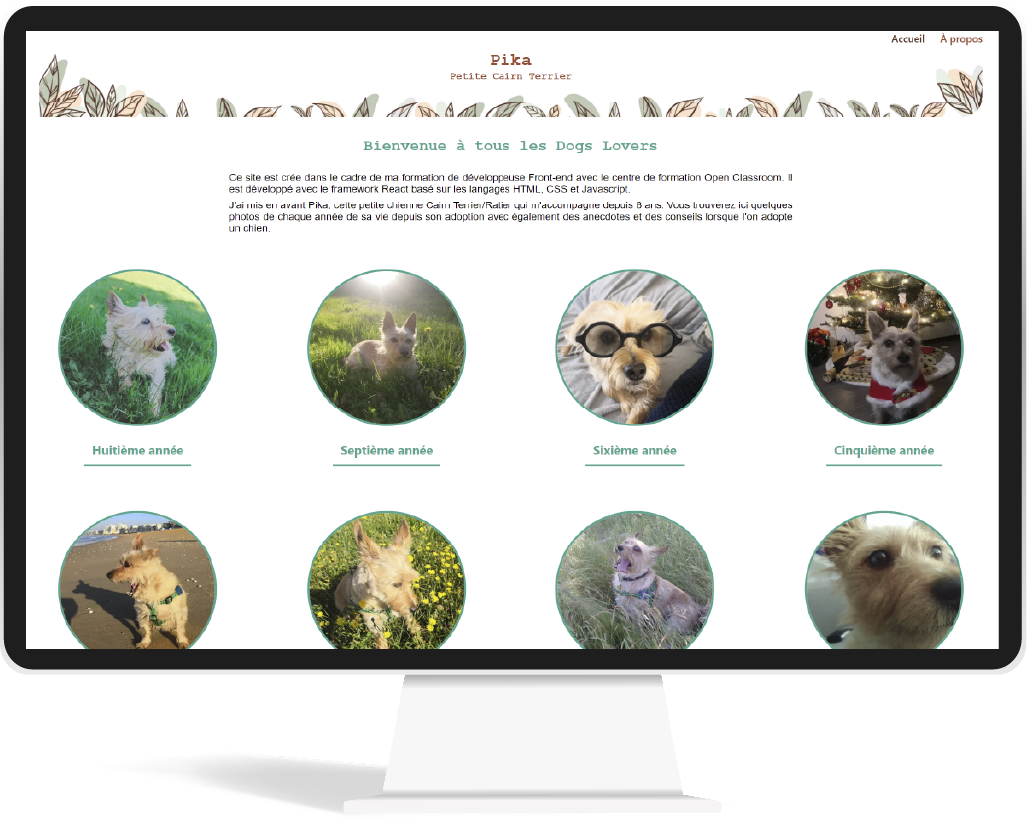 Accueil À propos
Pika
Petite Cairn Terrier
Bienvenue à tous les Dogs Lovers
Ce site est crée dans le cadre de ma formation de développeuse Front-end avec le centre de formation Open Classroom. Il
est développé avec le framework React basé sur les langages HTML, CSS et Javascript.
J'ai mis en avant Pika, cette petite chienne Cairn Terrier/Ratier qui m'accompagne depuis 8 ans. Vous trouverez ici quelques
photos de chaque année de sa vie depuis son adoption avec également des anecdotes et des conseils lorsque l'on adopte
un chien.
Huitième année
Septième année
Sixième année
Cinquième année